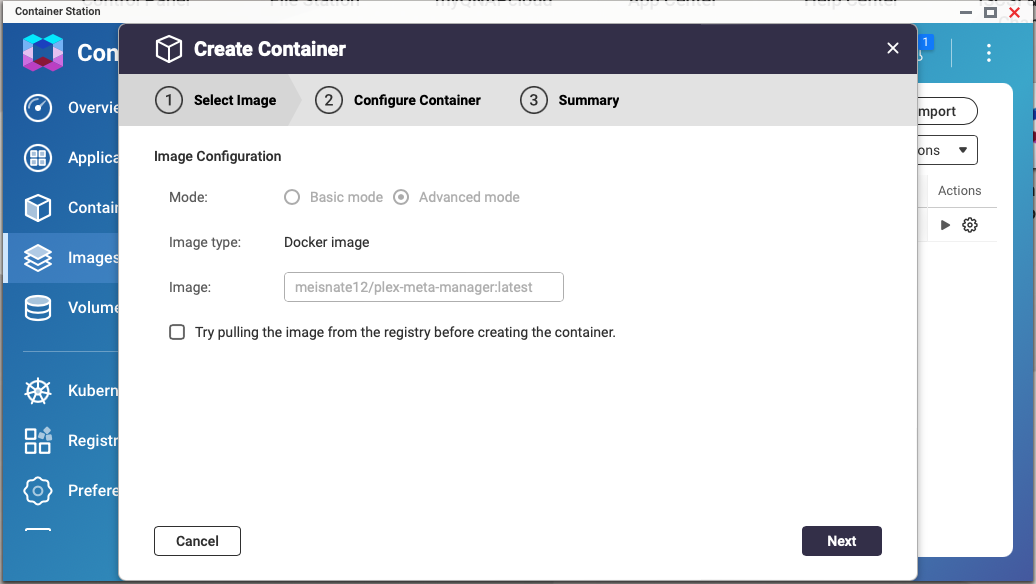 Container Station
Con
1
Create Container
1 Select Image
2 Configure Container
3 Summary
Overvie
Applica
Contain
Images
Volume
Kubern
Registr
Prefere
Image Configuration
Mode: Basic mode Advanced mode
Image type: Docker image
Image: meisnate12/plex-meta-manager:latest
Try pulling the image from the registry before creating the container.
Cancel
Next
mport
ons
Actions